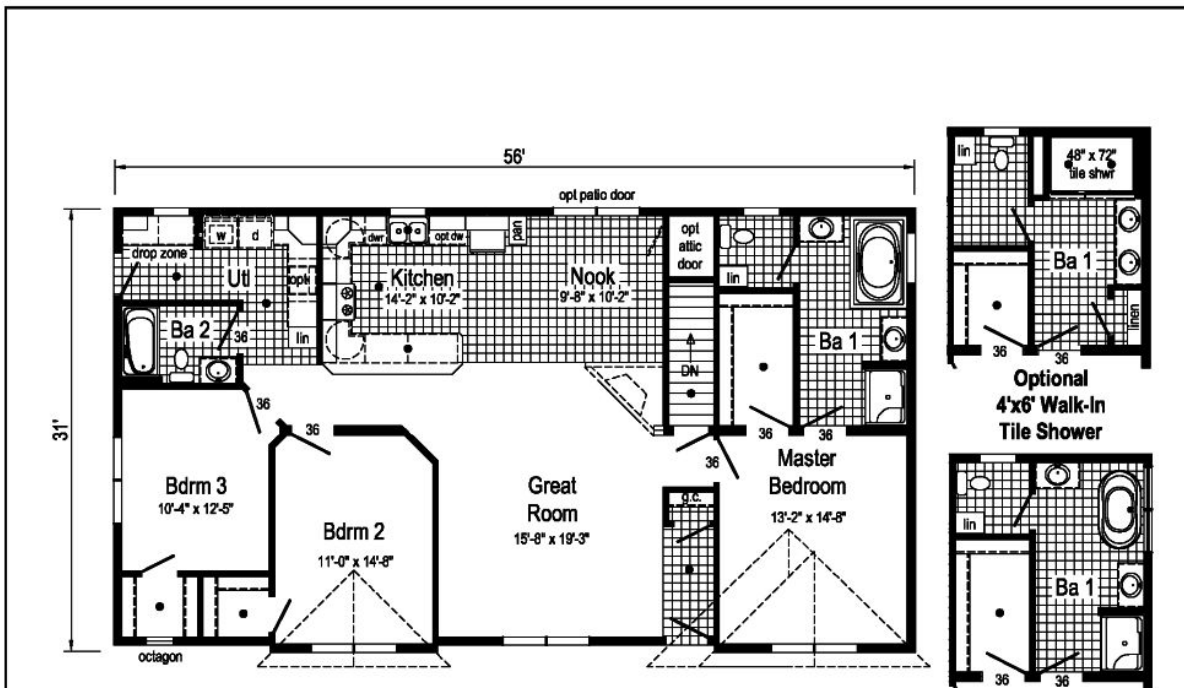 56'
opt patio door
31'
w
d
drop zone
Utl
opk
lin
dwr
opt dw
pan
Kitchen
14'-2" x 10'-2"
Nook
9'-8" x 10'-2"
opt
attic
door
DN
lin
Ba 1
Ba 2
36
36
36
36
36
36
Bdrm 3
10'-4" x 12'-5"
Bdrm 2
11'-0" x 14'-8"
Great
Room
15'-8" x 19'-3"
g.c.
Master
Bedroom
13'-2" x 14'-8"
octagon
lin
48" x 72"
tile shwr
Ba 1
linen
36
36
Optional
4'x6' Walk-In
Tile Shower
lin
Ba 1
36
36